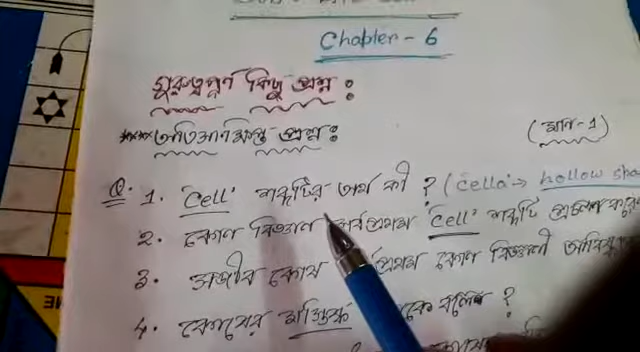 Chapter - 6
গুরুত্বপূর্ণ কিছু প্রশ্ন :
*** অতিসংক্ষিপ্ত প্রশ্ন :
(মান - 1)
Q. 1. 'Cell' শব্দটির অর্থ কী ? ('Cella' → hollow
2. কোন বিজ্ঞানী সর্বপ্রথম 'Cell' শব্দটি
3. সজীব কোষ প্রথম কোন বিজ্ঞানী
4. কোষের মস্তিষ্ক কাকে বলে ?